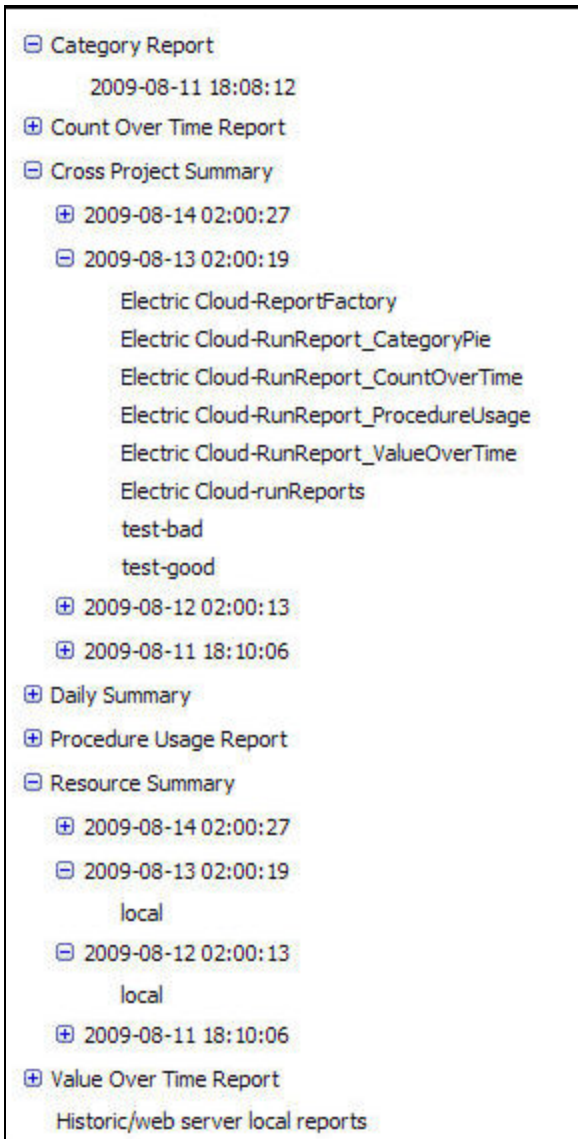 Category Report
2009-08-11 18:08:12
Count Over Time Report
Cross Project Summary
2009-08-14 02:00:27
2009-08-13 02:00:19
Electric Cloud-ReportFactory
Electric Cloud-RunReport_CategoryPie
Electric Cloud-RunReport_CountOverTime
Electric Cloud-RunReport_ProcedureUsage
Electric Cloud-RunReport_ValueOverTime
Electric Cloud-runReports
test-bad
test-good
2009-08-12 02:00:13
2009-08-11 18:10:06
Daily Summary
Procedure Usage Report
Resource Summary
2009-08-14 02:00:27
2009-08-13 02:00:19
local
2009-08-12 02:00:13
local
2009-08-11 18:10:06
Value Over Time Report
Historic/web server local reports